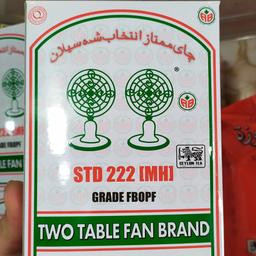 چای ممتاز انتخاب شده سیلان
®
STD 222 [MH]
CEYLON TEA
GRADE FBOPF
TWO TABLE FAN BRAND